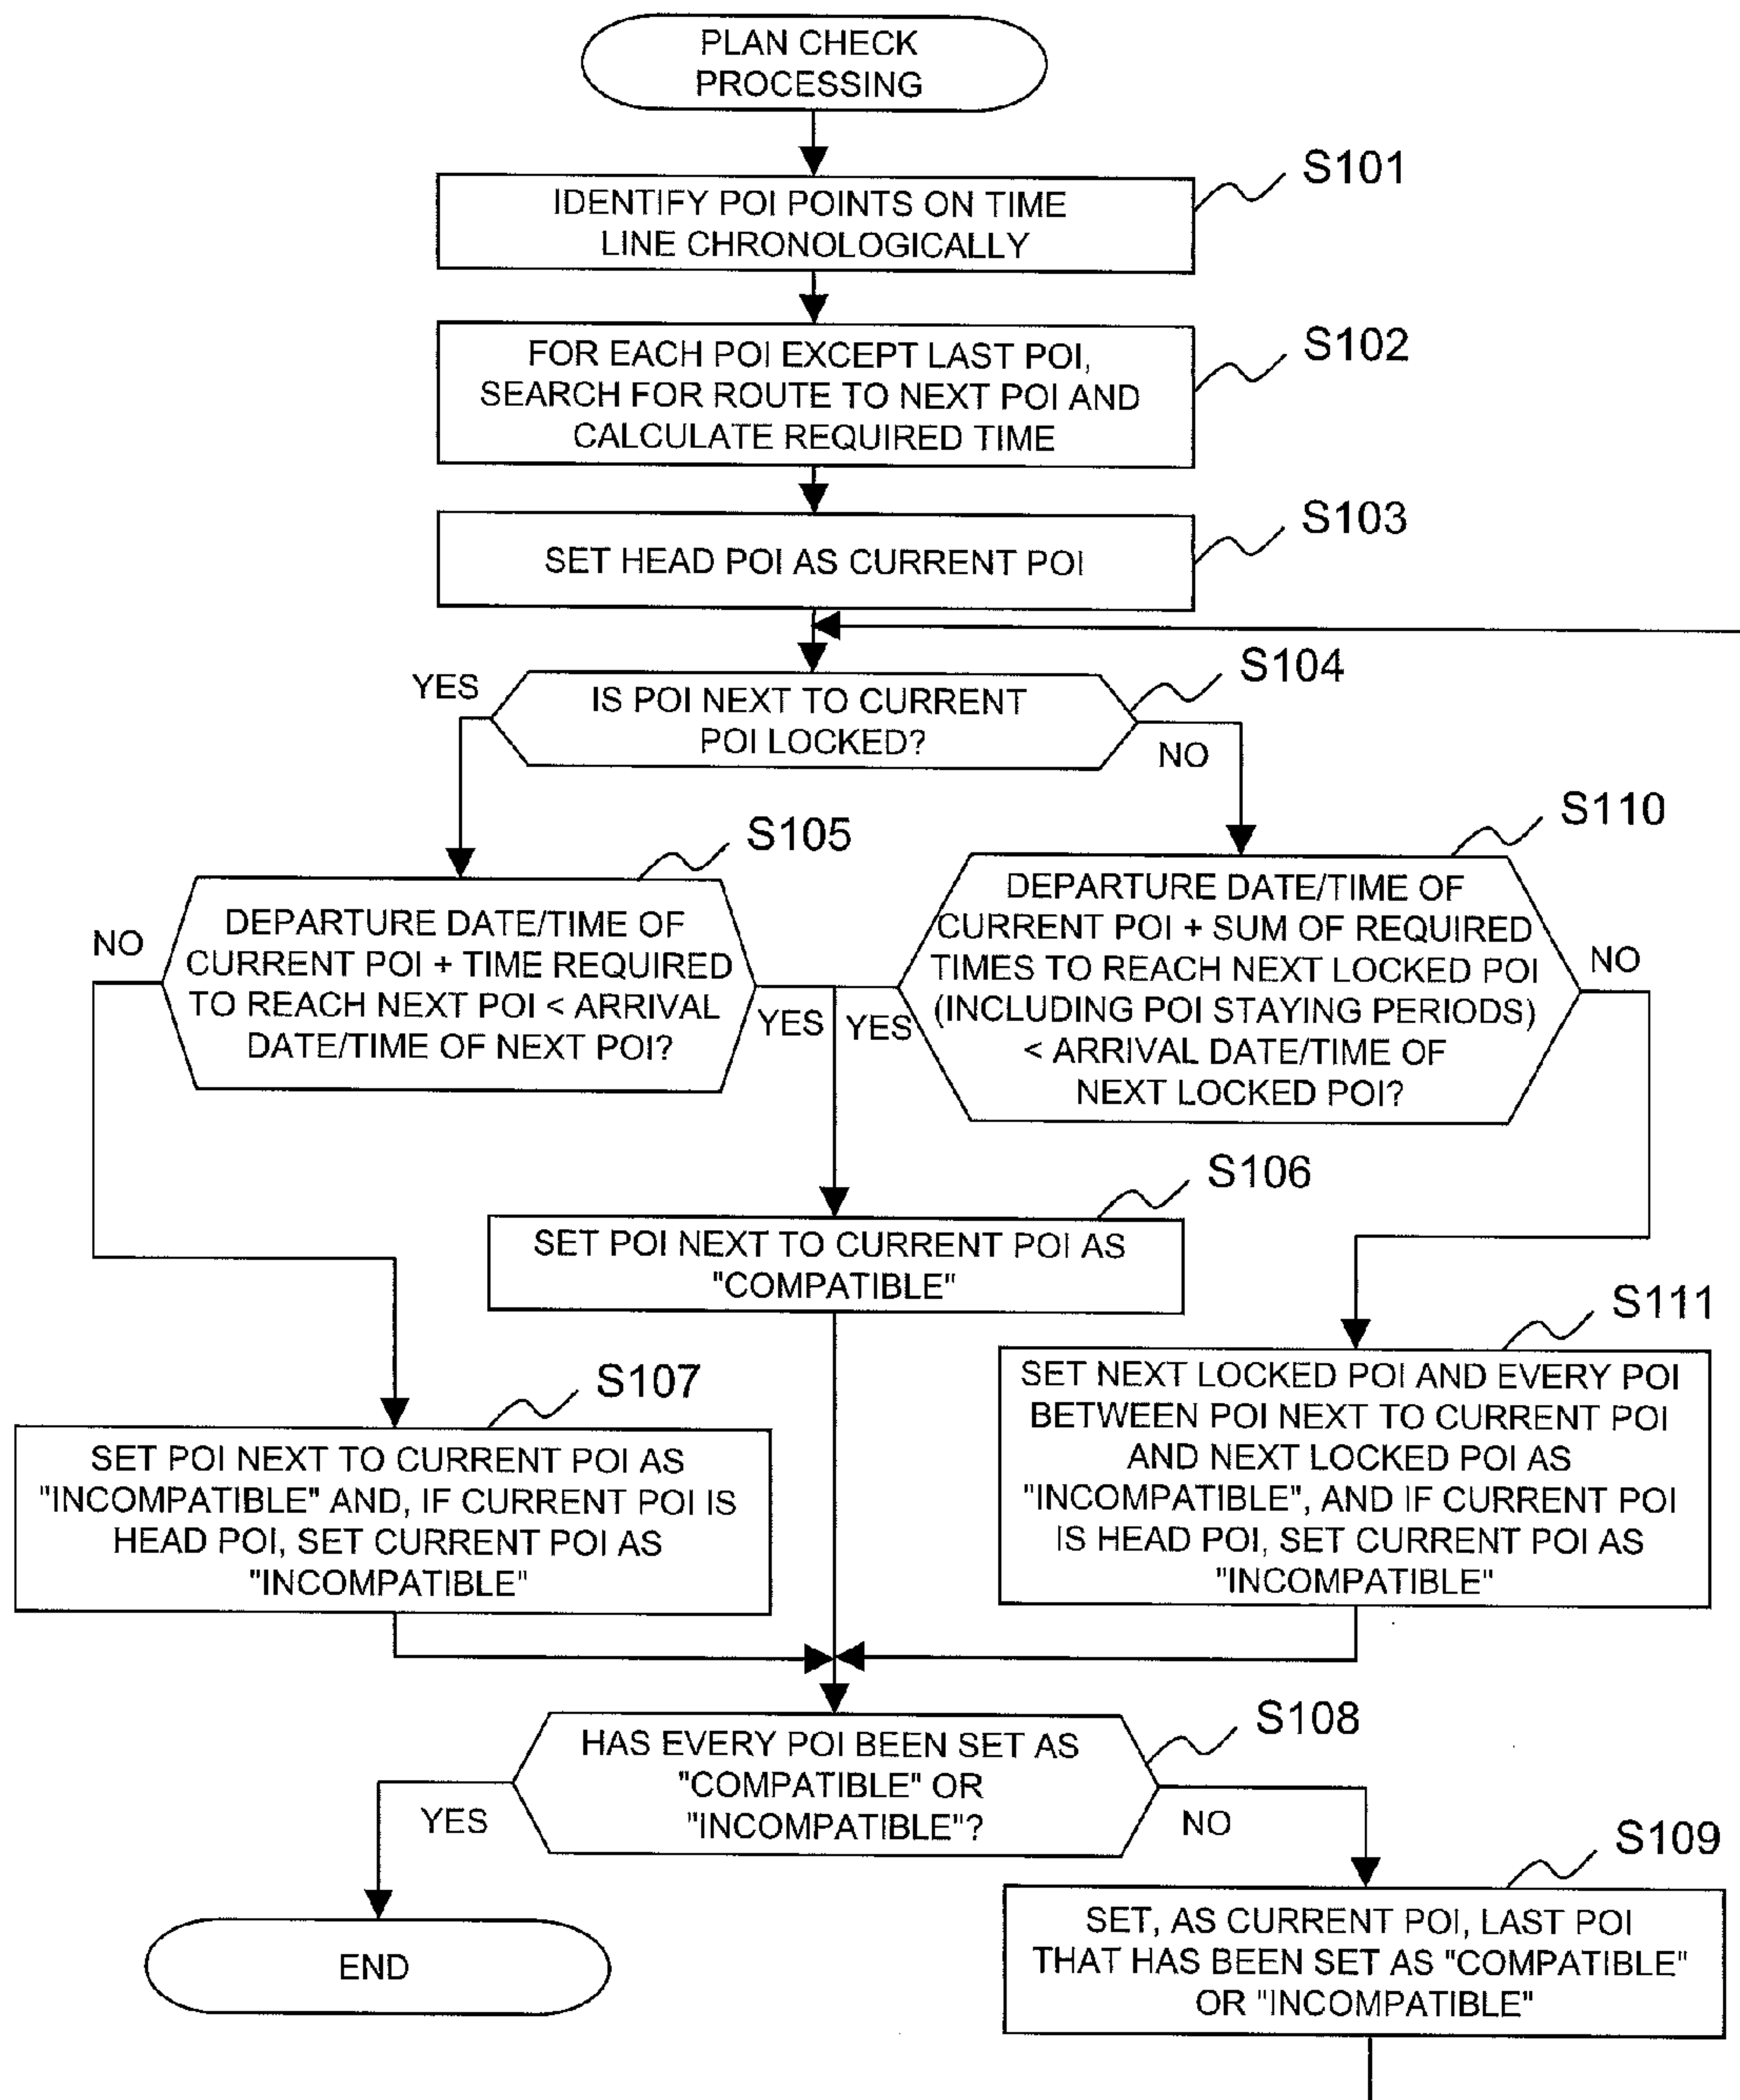 PLAN CHECK
PROCESSING
S101
IDENTIFY POI POINTS ON TIME
LINE CHRONOLOGICALLY
S102
FOR EACH POI EXCEPT LAST POI,
SEARCH FOR ROUTE TO NEXT POI AND
CALCULATE REQUIRED TIME
S103
SET HEAD POI AS CURRENT POI
S104
YES
IS POI NEXT TO CURRENT
POI LOCKED?
NO
S105
NO
DEPARTURE DATE/TIME OF
CURRENT POI + TIME REQUIRED
TO REACH NEXT POI < ARRIVAL
DATE/TIME OF NEXT POI?
YES
S110
DEPARTURE DATE/TIME OF
CURRENT POI + SUM OF REQUIRED
TIMES TO REACH NEXT LOCKED POI
(INCLUDING POI STAYING PERIODS)
< ARRIVAL DATE/TIME OF
NEXT LOCKED POI?
YES
NO
S106
SET POI NEXT TO CURRENT POI AS
"COMPATIBLE"
S107
SET POI NEXT TO CURRENT POI AS
"INCOMPATIBLE" AND, IF CURRENT POI IS
HEAD POI, SET CURRENT POI AS
"INCOMPATIBLE"
S111
SET NEXT LOCKED POI AND EVERY POI
BETWEEN POI NEXT TO CURRENT POI
AND NEXT LOCKED POI AS
"INCOMPATIBLE", AND IF CURRENT POI
IS HEAD POI, SET CURRENT POI AS
"INCOMPATIBLE"
S108
HAS EVERY POI BEEN SET AS
"COMPATIBLE" OR
"INCOMPATIBLE"?
YES
NO
S109
END
SET, AS CURRENT POI, LAST POI
THAT HAS BEEN SET AS "COMPATIBLE"
OR "INCOMPATIBLE"